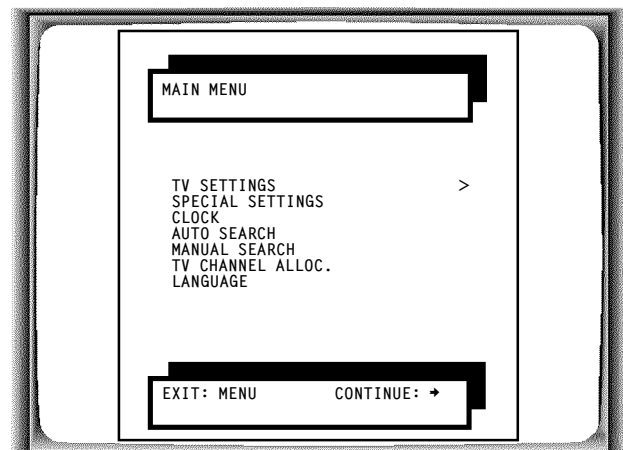 MAIN MENU
TV SETTINGS >
SPECIAL SETTINGS
CLOCK
AUTO SEARCH
MANUAL SEARCH
TV CHANNEL ALLOC.
LANGUAGE
EXIT: MENU CONTINUE: ➔